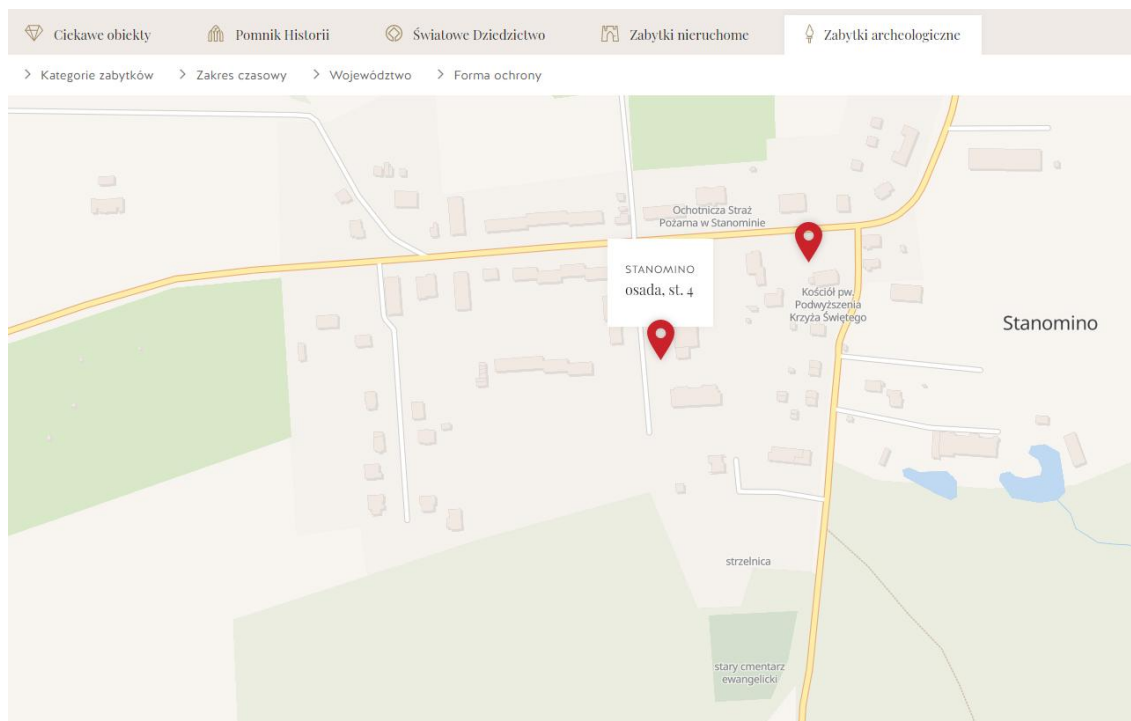 Ciekawe obiekty
Pomnik Historii
Światowe Dziedzictwo
Zabytki nieruchome
Zabytki archeologiczne
Kategorie zabytków
Zakres czasowy
Województwo
Forma ochrony
Ochotnicza Straż
Pożarna w Stanominie
STANOMINO
osada, st. 4
Kościół pw.
Podwyższenia
Krzyża Świętego
Stanomino
strzelnica
stary cmentarz
ewangelicki